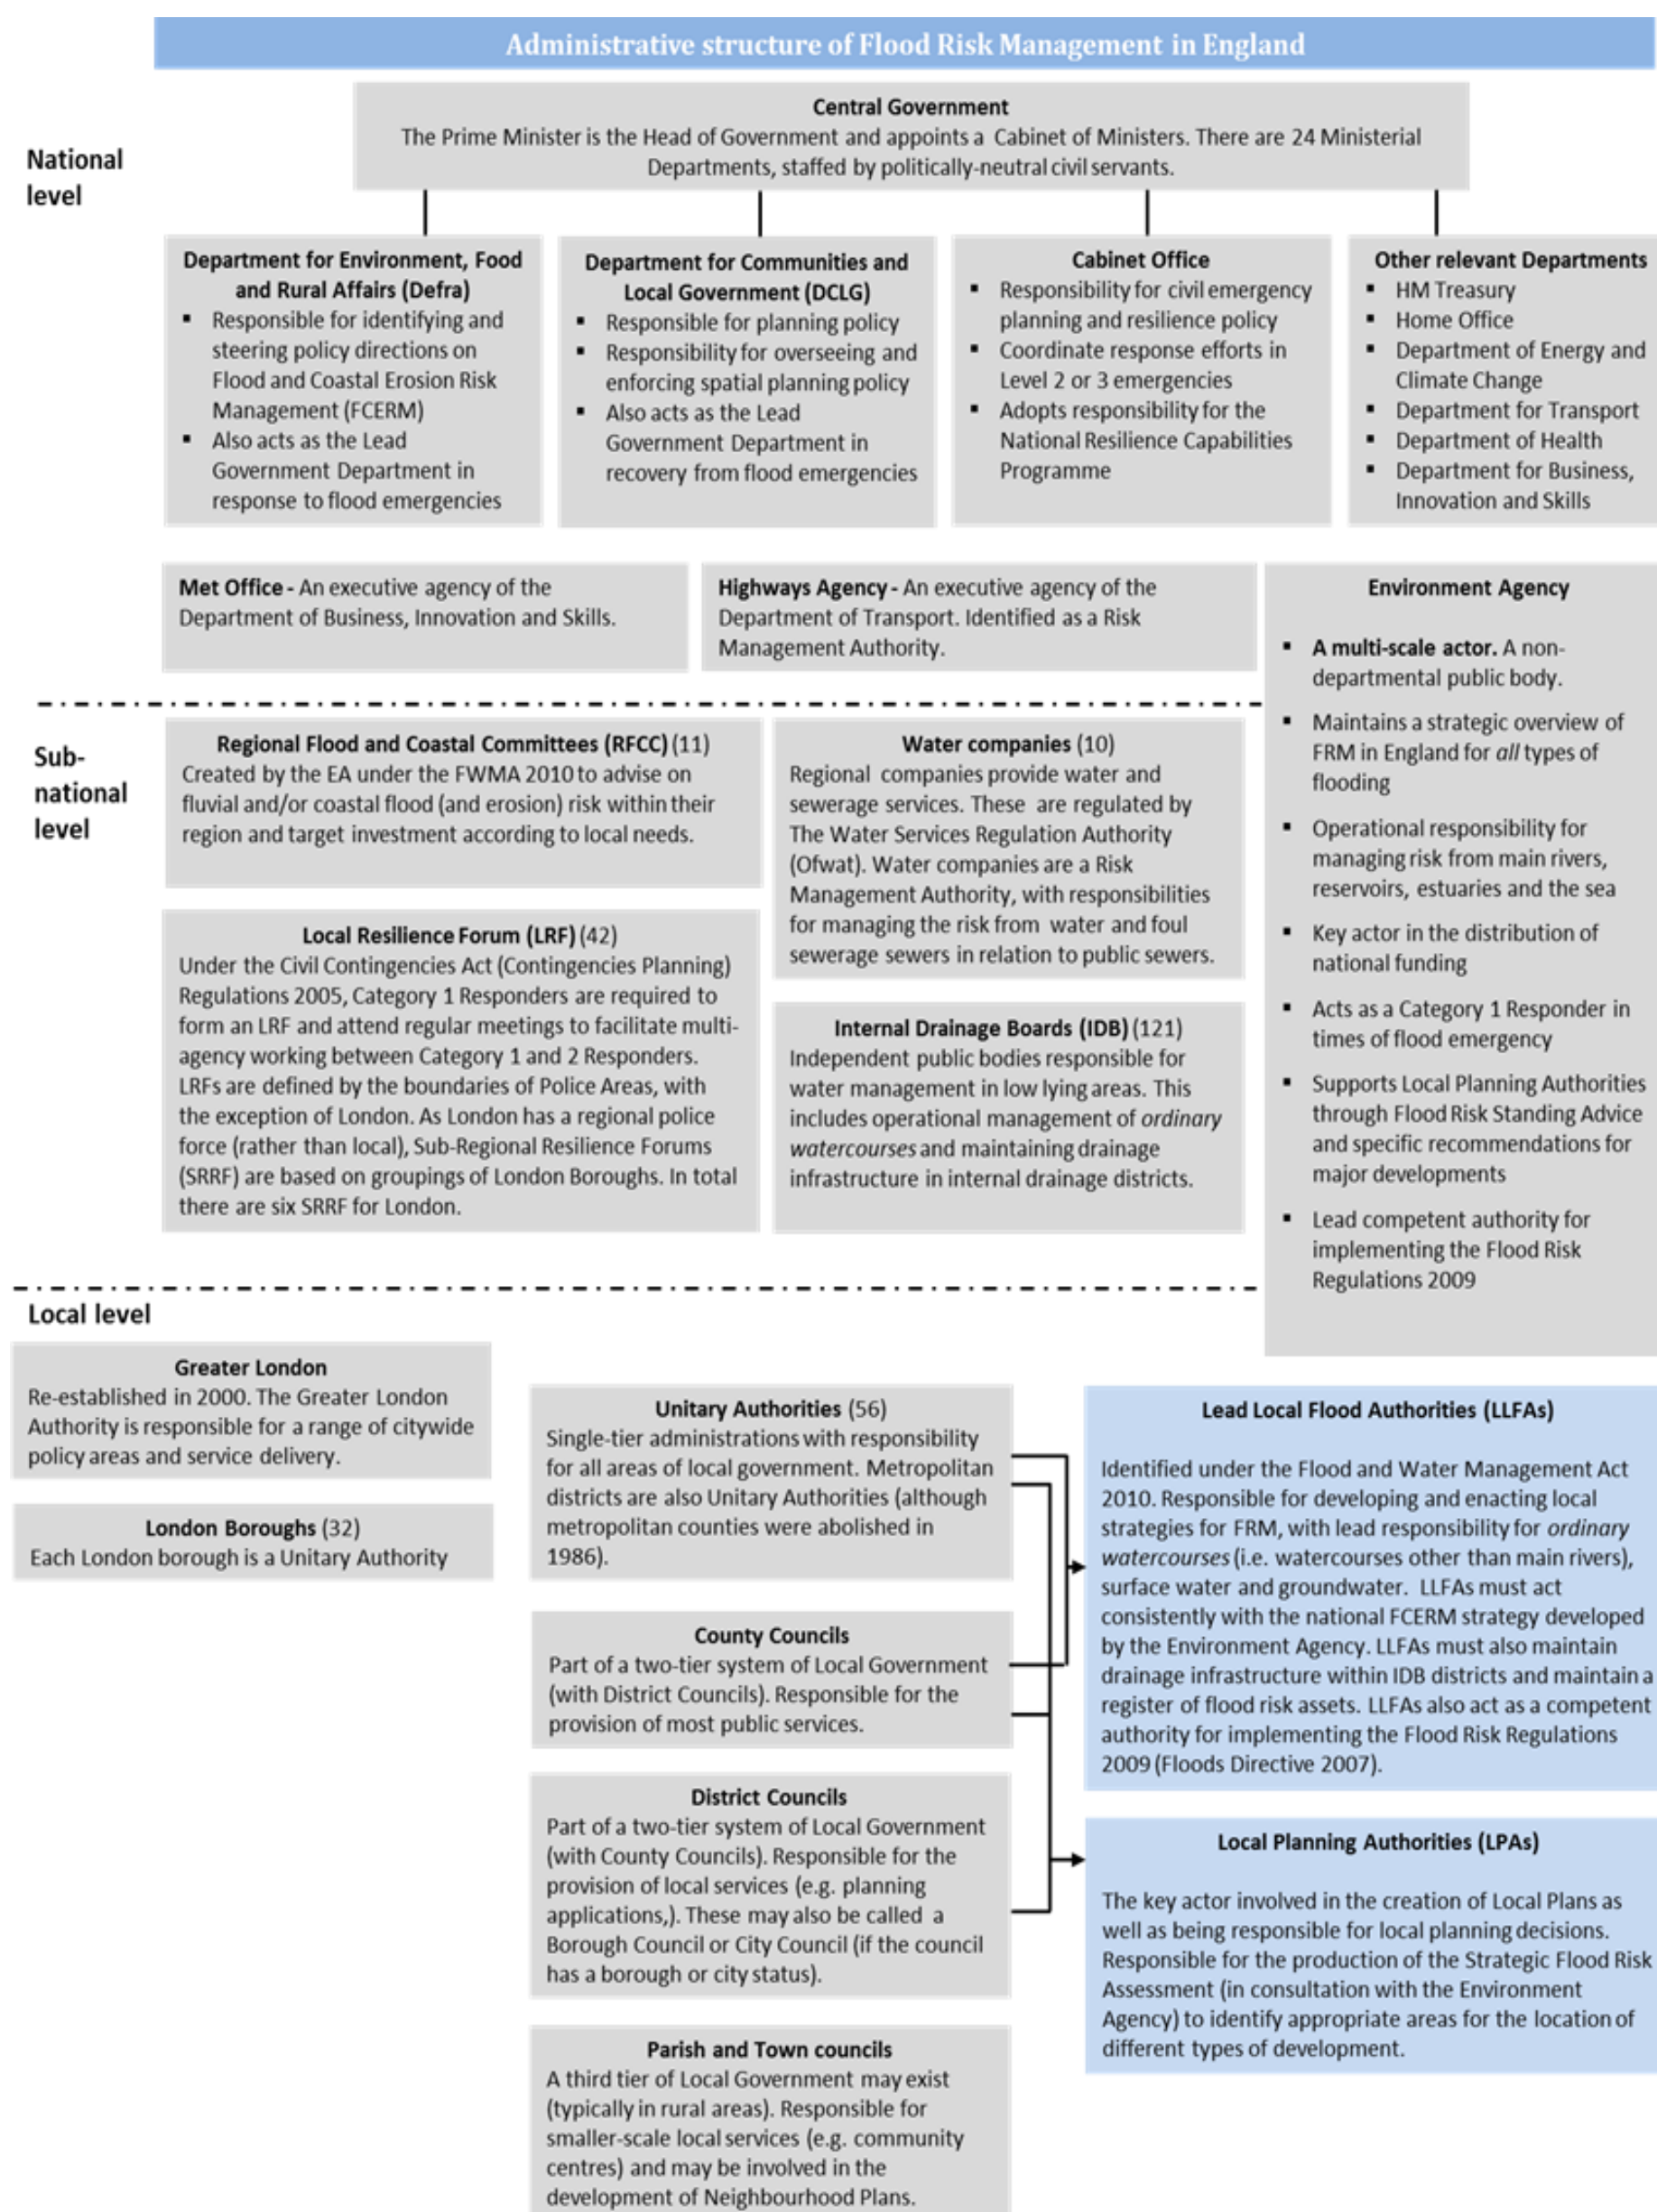 Administrative structure of Flood Risk Management in England
National
level
Central Government
The Prime Minister is the Head of Government and appoints a Cabinet of Ministers. There are 24 Ministerial
Departments, staffed by politically-neutral civil servants.
Department for Environment, Food
and Rural Affairs (Defra)
▪ Responsible for identifying and
steering policy directions on
Flood and Coastal Erosion Risk
Management (FCERM)
▪ Also acts as the Lead
Government Department in
response to flood emergencies
Department for Communities and
Local Government (DCLG)
▪ Responsible for planning policy
▪ Responsibility for overseeing and
enforcing spatial planning policy
▪ Also acts as the Lead
Government Department in
recovery from flood emergencies
Cabinet Office
▪ Responsibility for civil emergency
planning and resilience policy
▪ Coordinate response efforts in
Level 2 or 3 emergencies
▪ Adopts responsibility for the
National Resilience Capabilities
Programme
Other relevant Departments
▪ HM Treasury
▪ Home Office
▪ Department of Energy and
Climate Change
▪ Department for Transport
▪ Department of Health
▪ Department for Business,
Innovation and Skills
Met Office - An executive agency of the
Department of Business, Innovation and Skills.
Highways Agency - An executive agency of the
Department of Transport. Identified as a Risk
Management Authority.
Environment Agency
▪ A multi-scale actor. A non-
departmental public body.
▪ Maintains a strategic overview of
FRM in England for all types of
flooding
▪ Operational responsibility for
managing risk from main rivers,
reservoirs, estuaries and the sea
▪ Key actor in the distribution of
national funding
▪ Acts as a Category 1 Responder in
times of flood emergency
▪ Supports Local Planning Authorities
through Flood Risk Standing Advice
and specific recommendations for
major developments
▪ Lead competent authority for
implementing the Flood Risk
Regulations 2009
Sub-
national
level
Regional Flood and Coastal Committees (RFCC) (11)
Created by the EA under the FWMA 2010 to advise on
fluvial and/or coastal flood (and erosion) risk within their
region and target investment according to local needs.
Water companies (10)
Regional companies provide water and
sewerage services. These are regulated by
The Water Services Regulation Authority
(Ofwat). Water companies are a Risk
Management Authority, with responsibilities
for managing the risk from water and foul
sewerage sewers in relation to public sewers.
Local Resilience Forum (LRF) (42)
Under the Civil Contingencies Act (Contingencies Planning)
Regulations 2005, Category 1 Responders are required to
form an LRF and attend regular meetings to facilitate multi-
agency working between Category 1 and 2 Responders.
LRFs are defined by the boundaries of Police Areas, with
the exception of London. As London has a regional police
force (rather than local), Sub-Regional Resilience Forums
(SRRF) are based on groupings of London Boroughs. In total
there are six SRRF for London.
Internal Drainage Boards (IDB) (121)
Independent public bodies responsible for
water management in low lying areas. This
includes operational management of ordinary
watercourses and maintaining drainage
infrastructure in internal drainage districts.
Local level
Greater London
Re-established in 2000. The Greater London
Authority is responsible for a range of citywide
policy areas and service delivery.
London Boroughs (32)
Each London borough is a Unitary Authority
Unitary Authorities (56)
Single-tier administrations with responsibility
for all areas of local government. Metropolitan
districts are also Unitary Authorities (although
metropolitan counties were abolished in
1986).
County Councils
Part of a two-tier system of Local Government
(with District Councils). Responsible for the
provision of most public services.
District Councils
Part of a two-tier system of Local Government
(with County Councils). Responsible for the
provision of local services (e.g. planning
applications,). These may also be called a
Borough Council or City Council (if the council
has a borough or city status).
Parish and Town councils
A third tier of Local Government may exist
(typically in rural areas). Responsible for
smaller-scale local services (e.g. community
centres) and may be involved in the
development of Neighbourhood Plans.
Lead Local Flood Authorities (LLFAs)
Identified under the Flood and Water Management Act
2010. Responsible for developing and enacting local
strategies for FRM, with lead responsibility for ordinary
watercourses (i.e. watercourses other than main rivers),
surface water and groundwater. LLFAs must act
consistently with the national FCERM strategy developed
by the Environment Agency. LLFAs must also maintain
drainage infrastructure within IDB districts and maintain a
register of flood risk assets. LLFAs also act as a competent
authority for implementing the Flood Risk Regulations
2009 (Floods Directive 2007).
Local Planning Authorities (LPAs)
The key actor involved in the creation of Local Plans as
well as being responsible for local planning decisions.
Responsible for the production of the Strategic Flood Risk
Assessment (in consultation with the Environment
Agency) to identify appropriate areas for the location of
different types of development.